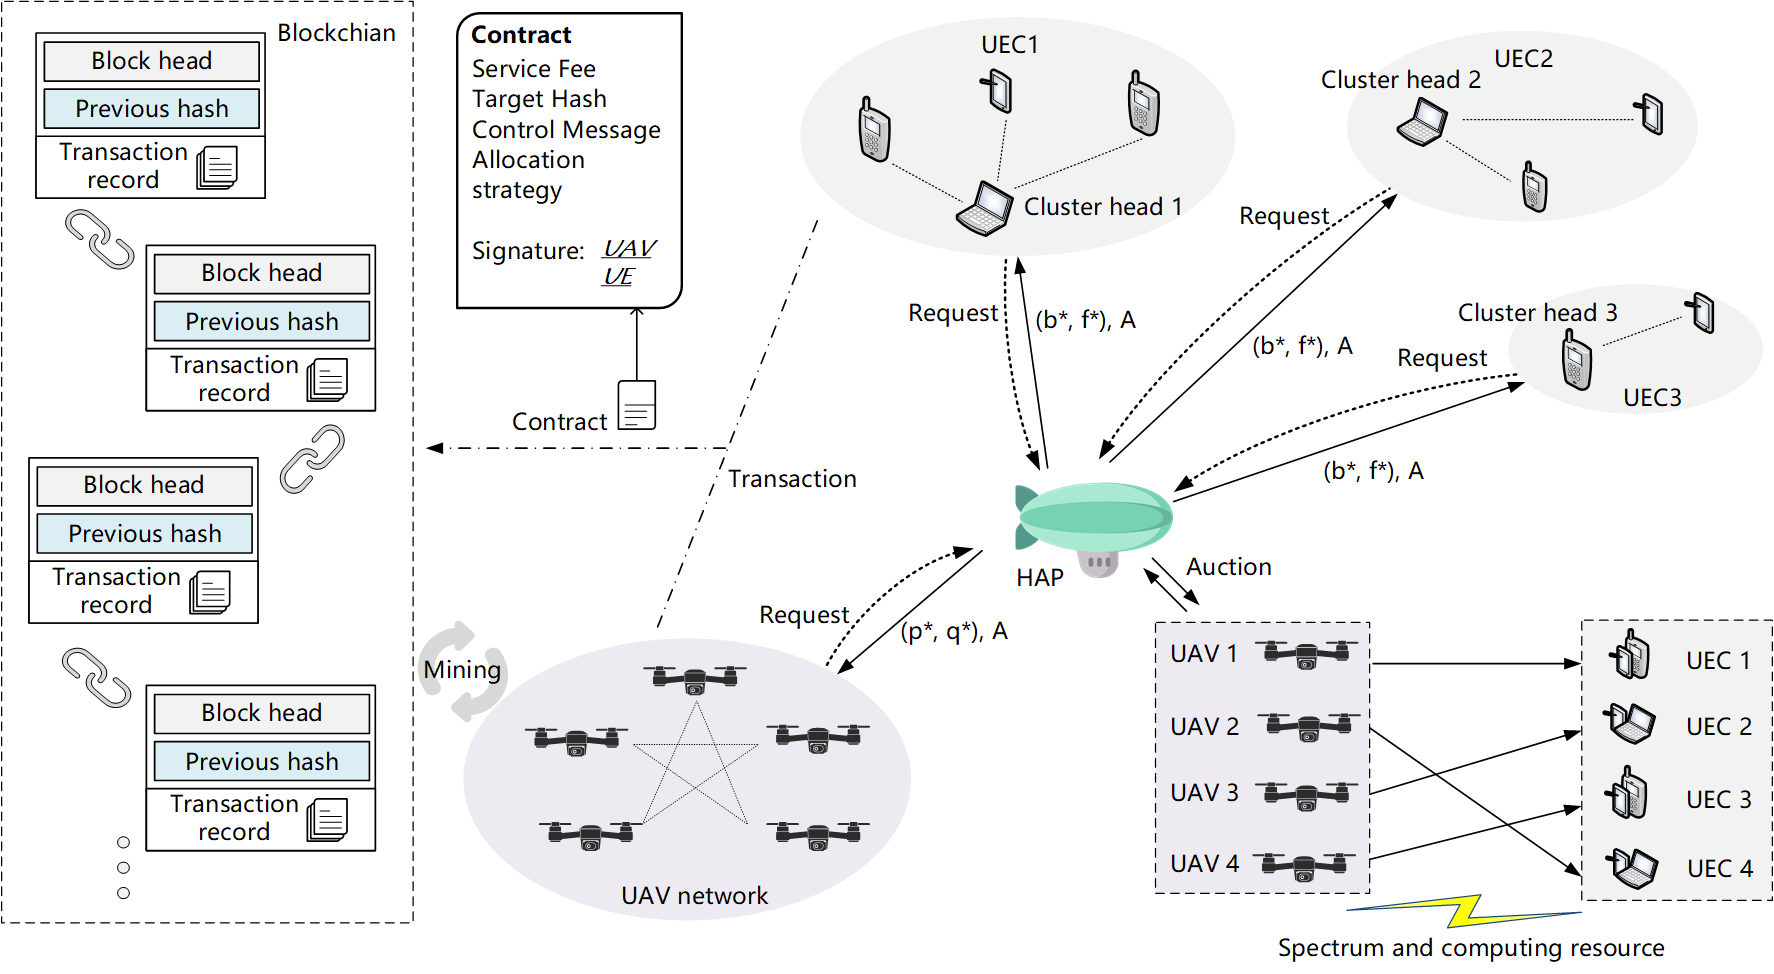 Blockchian
Block head
Previous hash
Transaction
record
Block head
Previous hash
Transaction
record
Block head
Previous hash
Transaction
record
Block head
Previous hash
Transaction
record
Contract
Service Fee
Target Hash
Control Message
Allocation
strategy
Signature: UAV
UE
Contract
Transaction
Mining
UEC1
Cluster head 1
UEC2
Cluster head 2
Cluster head 3
UEC3
Request
(b*, f*), A
Request
(b*, f*), A
Request
(b*, f*), A
HAP
Auction
Request
(p*, q*), A
UAV network
UAV 1
UAV 2
UAV 3
UAV 4
UEC 1
UEC 2
UEC 3
UEC 4
Spectrum and computing resource